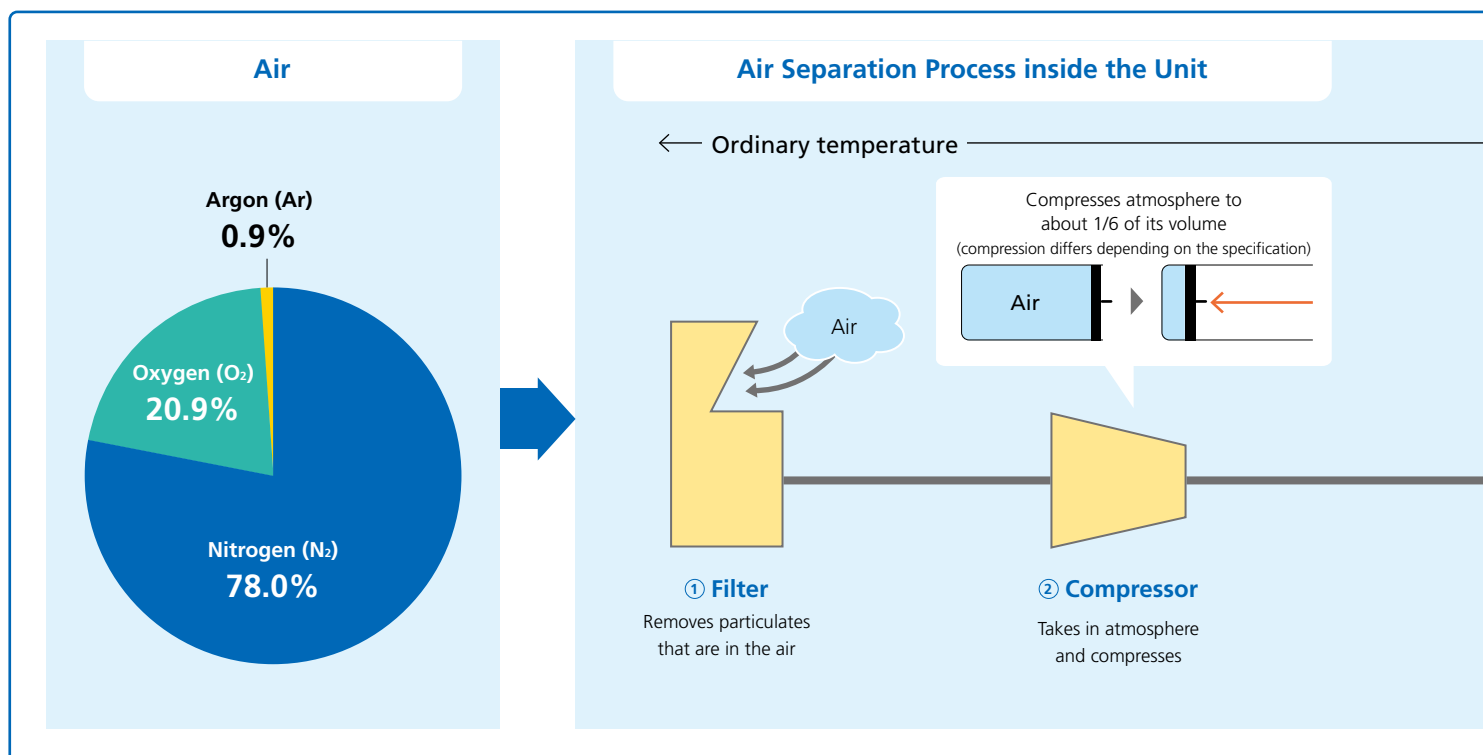 Air
Argon (Ar)
0.9%
Oxygen (O₂)
20.9%
Nitrogen (N₂)
78.0%
Air Separation Process inside the Unit
Ordinary temperature
Compresses atmosphere to
about 1/6 of its volume
(compression differs depending on the specification)
Air
Air
① Filter
Removes particulates
that are in the air
② Compressor
Takes in atmosphere
and compresses